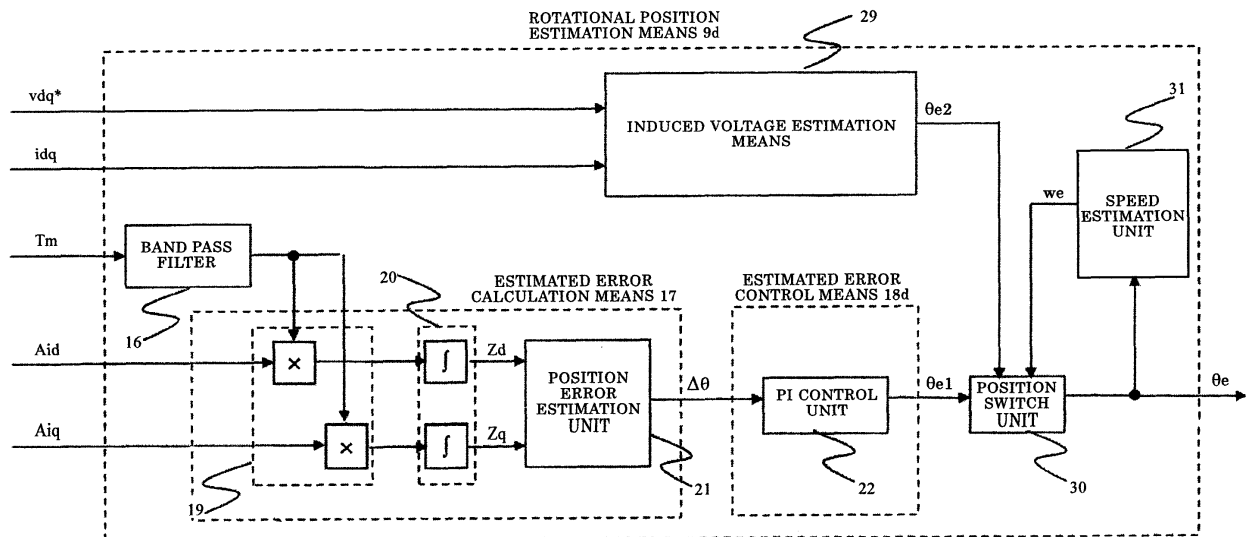 ROTATIONAL POSITION
ESTIMATION MEANS 9d
29
vdq*
INDUCED VOLTAGE ESTIMATION
MEANS
θe2
31
idq
we
SPEED
ESTIMATION
UNIT
Tm
BAND PASS
FILTER
16
20
ESTIMATED ERROR
CALCULATION MEANS 17
ESTIMATED ERROR
CONTROL MEANS 18d
Aid
×
∫
Zd
POSITION
ERROR
ESTIMATION
UNIT
Δθ
PI CONTROL
UNIT
θe1
POSITION
SWITCH
UNIT
θe
Aiq
×
∫
Zq
19
21
22
30